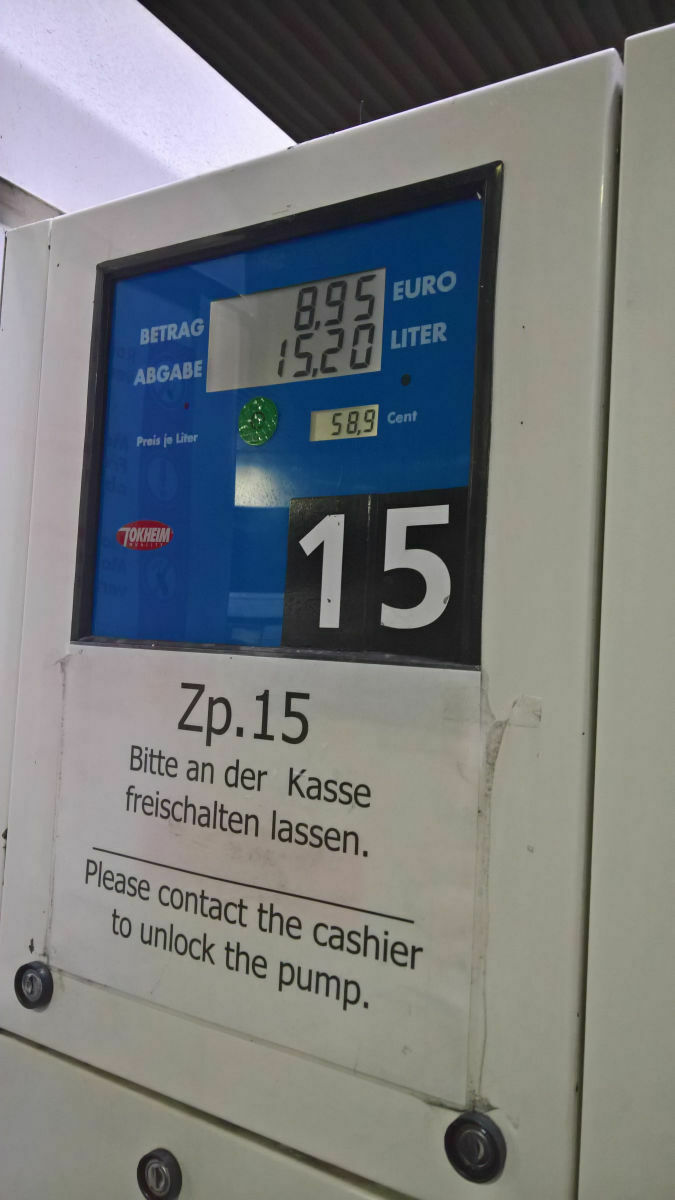 BETRAG 8,95 EURO
ABGABE 15,20 LITER
Preis je Liter 58,9 Cent
TOKHEIM
QUALITY
15
Zp.15
Bitte an der Kasse
freischalten lassen.
Please contact the cashier
to unlock the pump.